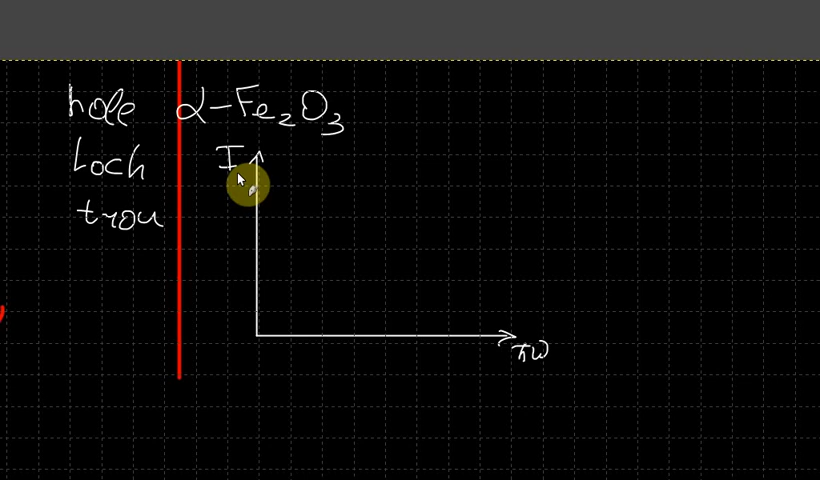 hole
Loch
trou
α-Fe₂O₃
I
ħω